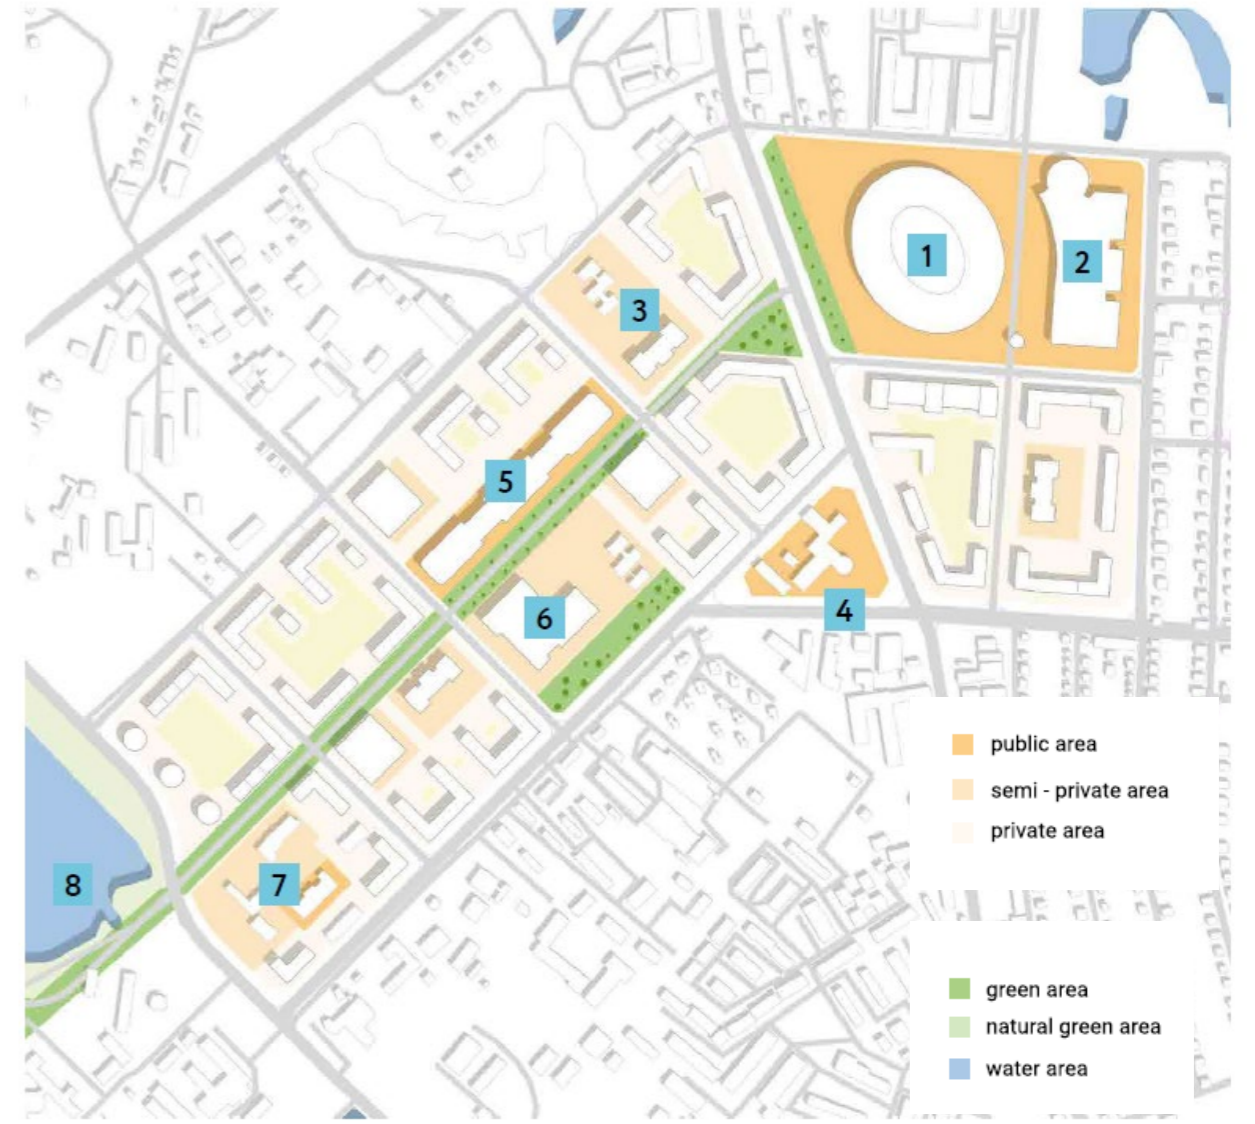 1
2
3
5
4
6
7
8
public area
semi - private area
private area
green area
natural green area
water area